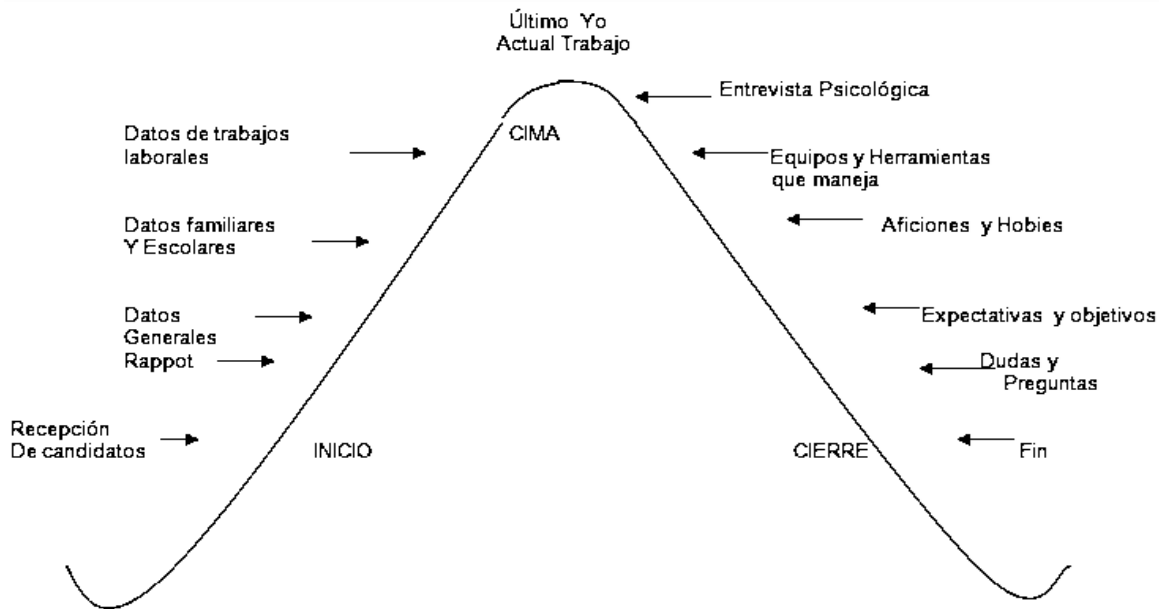 Último Yo
Actual Trabajo
Entrevista Psicológica
CIMA
Datos de trabajos
laborales
Equipos y Herramientas
que maneja
Datos familiares
Y Escolares
Aficiones y Hobies
Datos
Generales
Rappot
Expectativas y objetivos
Dudas y
Preguntas
Recepción
De candidatos
INICIO
CIERRE
Fin